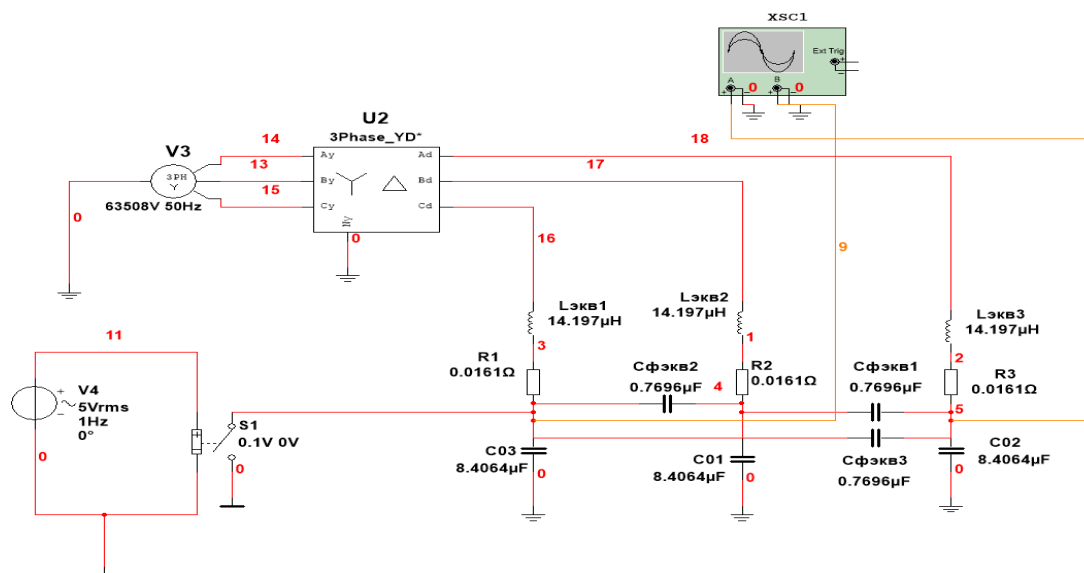 XSC1
Ext Trig
+
-
A
B
+
-
+
-
0
0
U2
3Phase_YD*
14
13
15
18
17
V3
3PH
Y
63508V 50Hz
Ay
By
Cy
Ny
Ad
Bd
Cd
0
0
16
9
Lэкв1
14.197µH
Lэкв2
14.197µH
Lэкв3
14.197µH
3
1
2
R1
0.0161Ω
R2
0.0161Ω
R3
0.0161Ω
Cфэкв2
0.7696µF
4
Cфэкв1
0.7696µF
5
Cфэкв3
0.7696µF
11
V4
5Vrms
1Hz
0°
+
-
0
S1
0.1V 0V
0
+
C03
8.4064µF
0
C01
8.4064µF
0
C02
8.4064µF
0